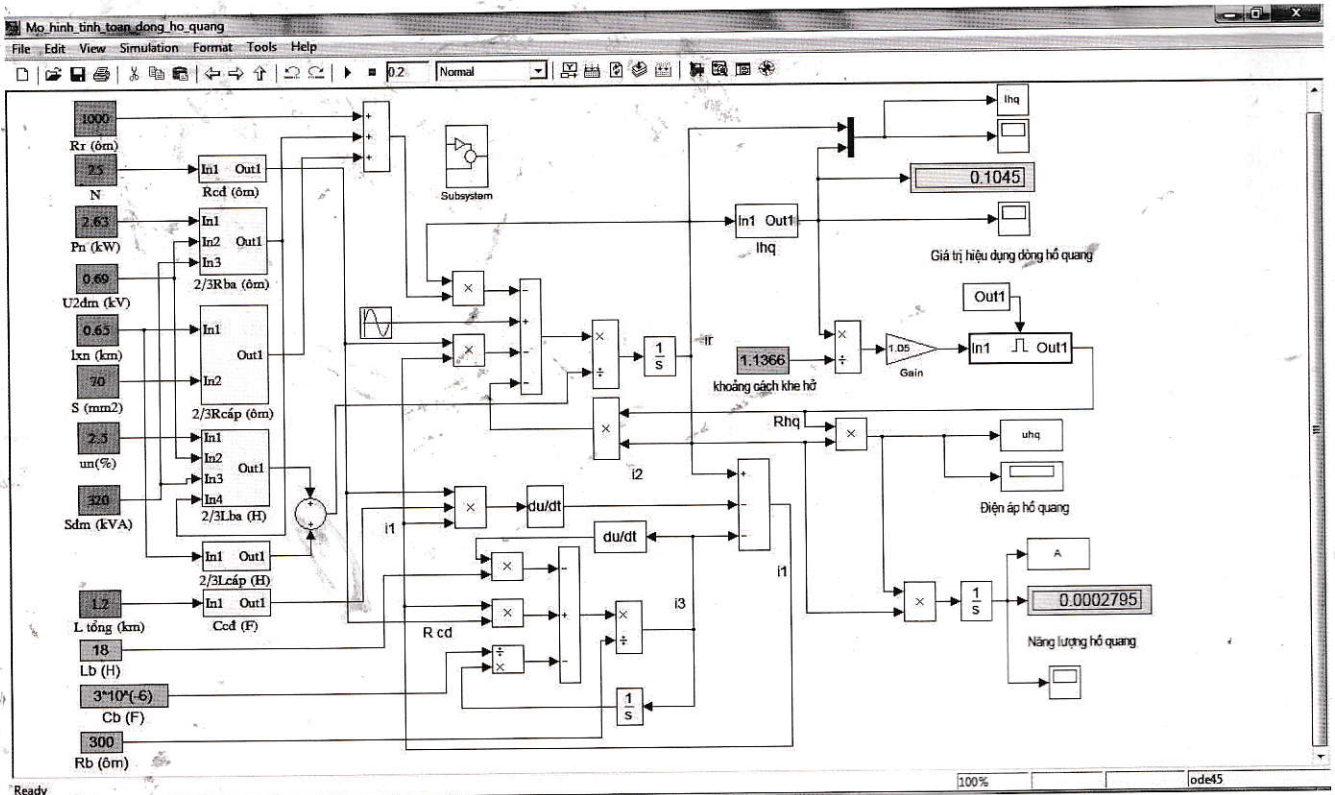 Mo_hinh_tinh_toan_dong_ho_quang
File Edit View Simulation Format Tools Help
0.2 Normal
1000
Rr (ôm)
25
N
2.63
Pn (kW)
0.69
U2dm (kV)
0.65
lxn (km)
70
S (mm2)
2.5
un(%)
320
Sdm (kVA)
1.2
L tổng (km)
18
Lb (H)
3*10^(-6)
Cb (F)
300
Rb (ôm)
In1 Out1
Rcd (ôm)
In1
In2 Out1
In3
2/3Rba (ôm)
In1
Out1
In2
2/3Rcáp (ôm)
In1
In2
Out1
In3
In4
2/3Lba (H)
In1 Out1
2/3Lcáp (H)
In1 Out1
Ccd (F)
+
+
+
Subsystem
×
×
−
+
−
−
×
÷
1
s
ir
×
i2
i1
×
du/dt
du/dt
+
−
−
i1
×
×
÷
×
R cd
−
+
−
×
÷
i3
1
s
+
+
Ihq
0.1045
In1 Out1
Ihq
Giá trị hiệu dụng dòng hồ quang
Out1
1.1366
khoảng cách khe hở
×
÷
1.05
Gain
In1 Out1
Rhq
×
uhq
Điện áp hồ quang
×
1
s
A
0.0002795
Năng lượng hồ quang
Ready
100%
ode45